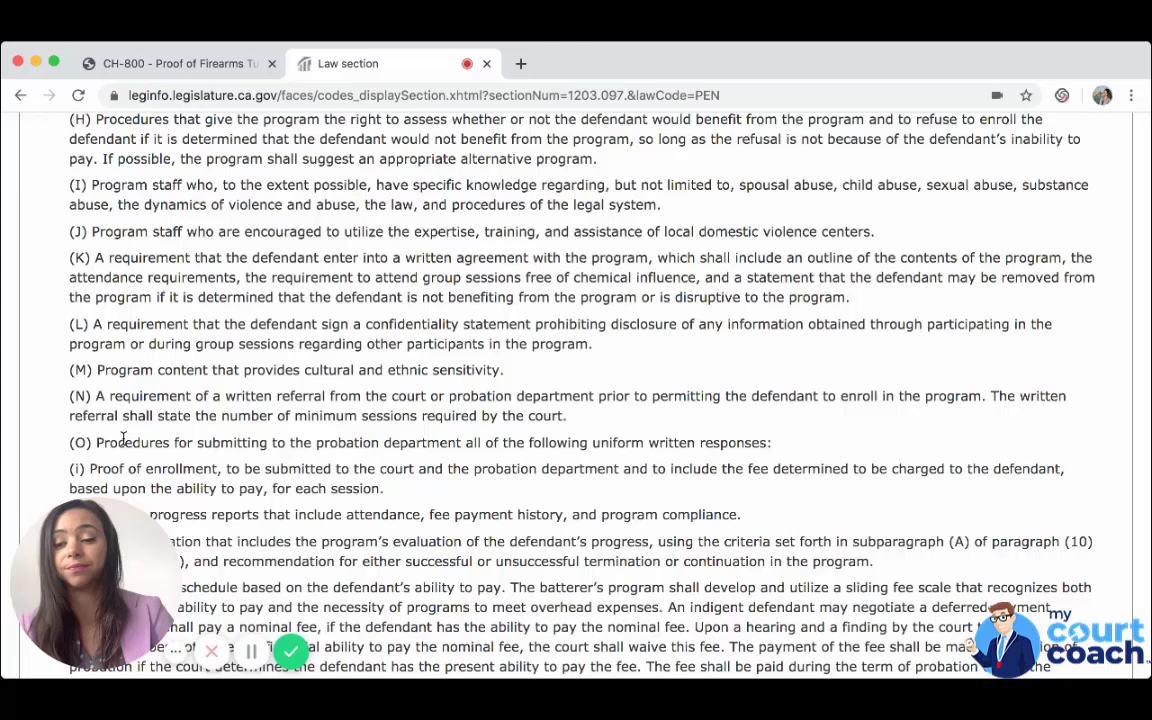 CH-800 - Proof of Firearms Tu
Law section
leginfo.legislature.ca.gov/faces/codes_displaySection.xhtml?sectionNum=1203.097.&lawCode=PEN
(H) Procedures that give the program the right to assess whether or not the defendant would benefit from the program and to refuse to enroll the
defendant if it is determined that the defendant would not benefit from the program, so long as the refusal is not because of the defendant's inability to
pay. If possible, the program shall suggest an appropriate alternative program.
(I) Program staff who, to the extent possible, have specific knowledge regarding, but not limited to, spousal abuse, child abuse, sexual abuse, substance
abuse, the dynamics of violence and abuse, the law, and procedures of the legal system.
(J) Program staff who are encouraged to utilize the expertise, training, and assistance of local domestic violence centers.
(K) A requirement that the defendant enter into a written agreement with the program, which shall include an outline of the contents of the program, the
attendance requirements, the requirement to attend group sessions free of chemical influence, and a statement that the defendant may be removed from
the program if it is determined that the defendant is not benefiting from the program or is disruptive to the program.
(L) A requirement that the defendant sign a confidentiality statement prohibiting disclosure of any information obtained through participating in the
program or during group sessions regarding other participants in the program.
(M) Program content that provides cultural and ethnic sensitivity.
(N) A requirement of a written referral from the court or probation department prior to permitting the defendant to enroll in the program. The written
referral shall state the number of minimum sessions required by the court.
(O) Procedures for submitting to the probation department all of the following uniform written responses:
(i) Proof of enrollment, to be submitted to the court and the probation department and to include the fee determined to be charged to the defendant,
based upon the ability to pay, for each session.
progress reports that include attendance, fee payment history, and program compliance.
ation that includes the program's evaluation of the defendant's progress, using the criteria set forth in subparagraph (A) of paragraph (10)
), and recommendation for either successful or unsuccessful termination or continuation in the program.
schedule based on the defendant's ability to pay. The batterer's program shall develop and utilize a sliding fee scale that recognizes both
ability to pay and the necessity of programs to meet overhead expenses. An indigent defendant may negotiate a deferred
all pay a nominal fee, if the defendant has the ability to pay the nominal fee. Upon a hearing and a finding by the court
al ability to pay the nominal fee, the court shall waive this fee. The payment of the fee shall be
if the court determines the defendant has the present ability to pay the fee. The fee shall be paid during the term of probation
my
court
coach